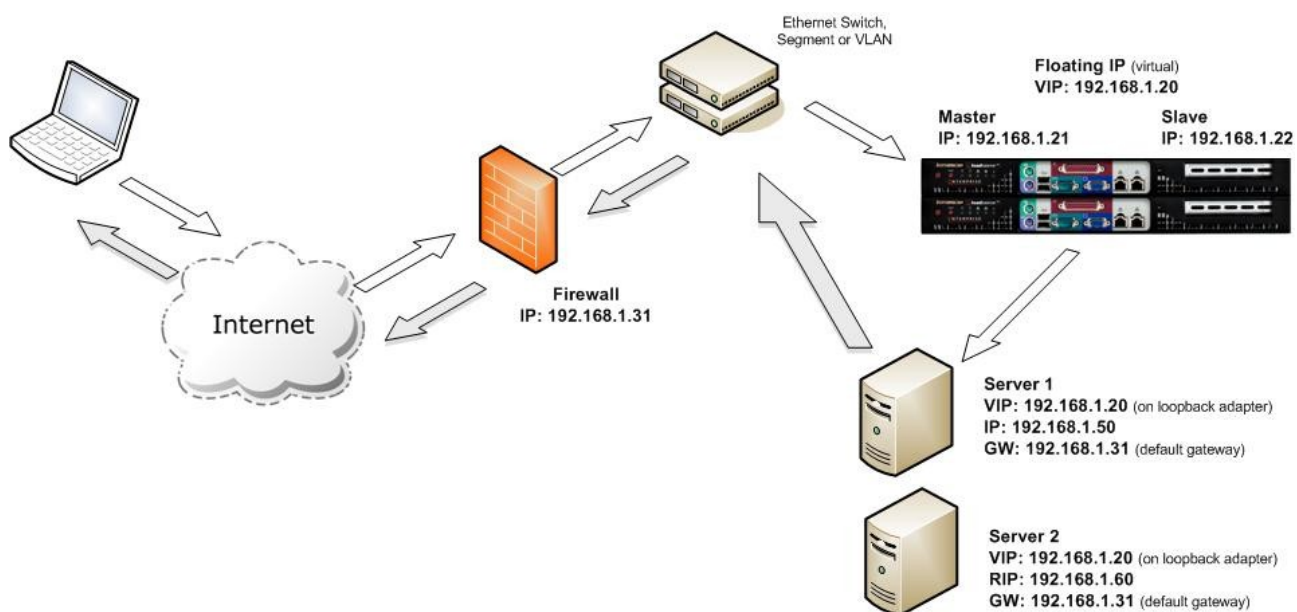 Ethernet Switch,
Segment or VLAN
Floating IP (virtual)
VIP: 192.168.1.20
Master
IP: 192.168.1.21
Slave
IP: 192.168.1.22
Internet
Firewall
IP: 192.168.1.31
Server 1
VIP: 192.168.1.20 (on loopback adapter)
IP: 192.168.1.50
GW: 192.168.1.31 (default gateway)
Server 2
VIP: 192.168.1.20 (on loopback adapter)
RIP: 192.168.1.60
GW: 192.168.1.31 (default gateway)